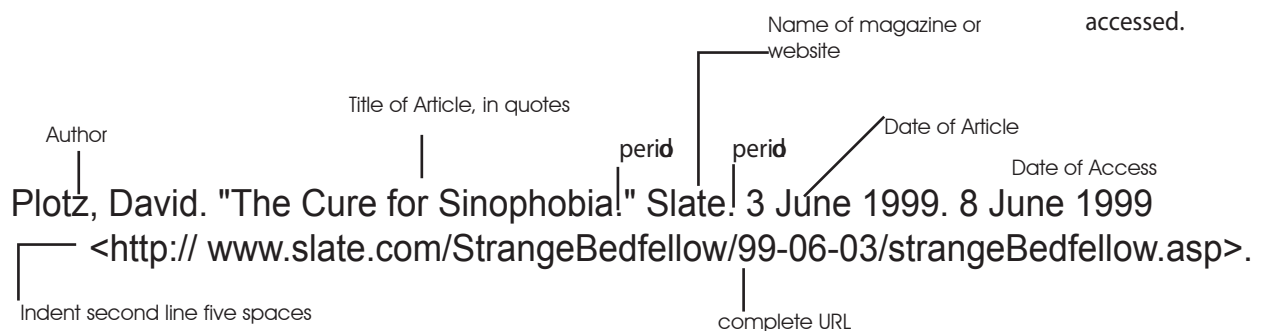 Name of magazine or
website
accessed.
Title of Article, in quotes
Author
period
period
Date of Article
Date of Access
Plotz, David. "The Cure for Sinophobia." Slate. 3 June 1999. 8 June 1999
<http:// www.slate.com/StrangeBedfellow/99-06-03/strangeBedfellow.asp>.
Indent second line five spaces
complete URL